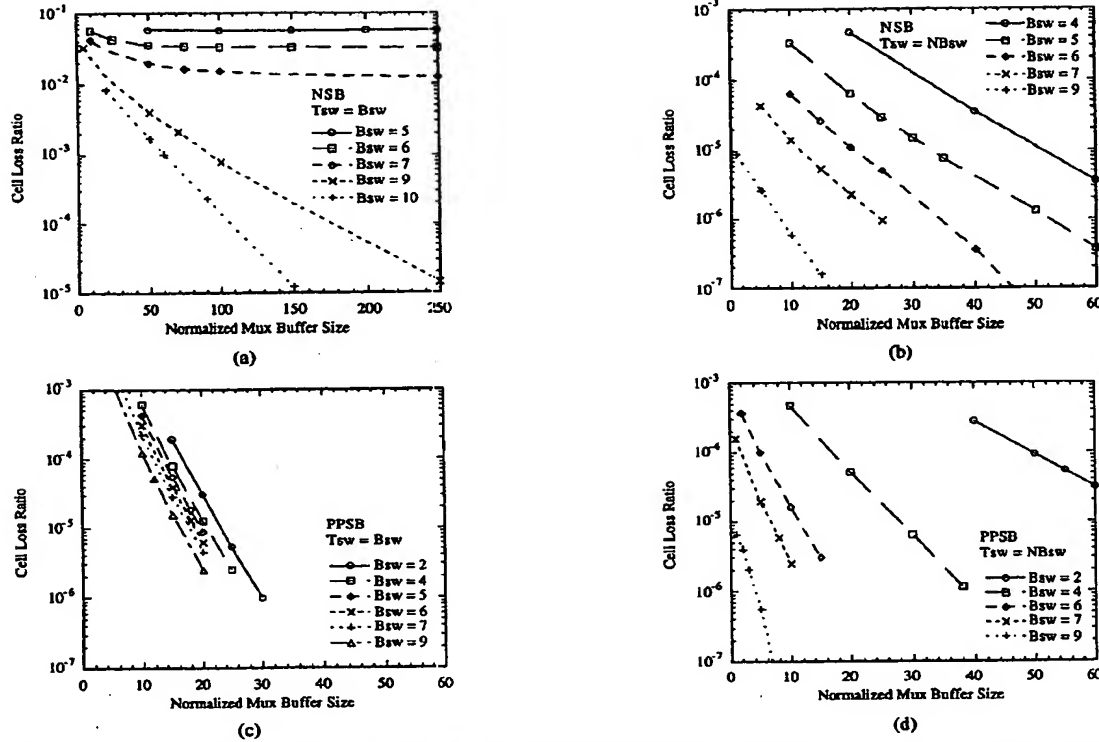 10^-1
10^0
10^-1
10^-2
10^-3
10^-4
10^-5
Cell Loss Ratio
NSB
Tsw = Bsw
Bsw = 5
Bsw = 6
Bsw = 7
Bsw = 9
Bsw = 10
0 50 100 150 200 250
Normalized Mux Buffer Size
(a)
10^-3
10^-4
10^-5
10^-6
10^-7
Cell Loss Ratio
NSB
Tsw = NBsw
Bsw = 4
Bsw = 5
Bsw = 6
Bsw = 7
Bsw = 9
0 10 20 30 40 50 60
Normalized Mux Buffer Size
(b)
10^-3
10^-4
10^-5
10^-6
10^-7
Cell Loss Ratio
PPSB
Tsw = Bsw
Bsw = 2
Bsw = 4
Bsw = 5
Bsw = 6
Bsw = 7
Bsw = 9
0 10 20 30 40 50 60
Normalized Mux Buffer Size
(c)
10^-3
10^-4
10^-5
10^-6
10^-7
Cell Loss Ratio
PPSB
Tsw = NBsw
Bsw = 2
Bsw = 4
Bsw = 6
Bsw = 7
Bsw = 9
0 10 20 30 40 50 60
Normalized Mux Buffer Size
(d)